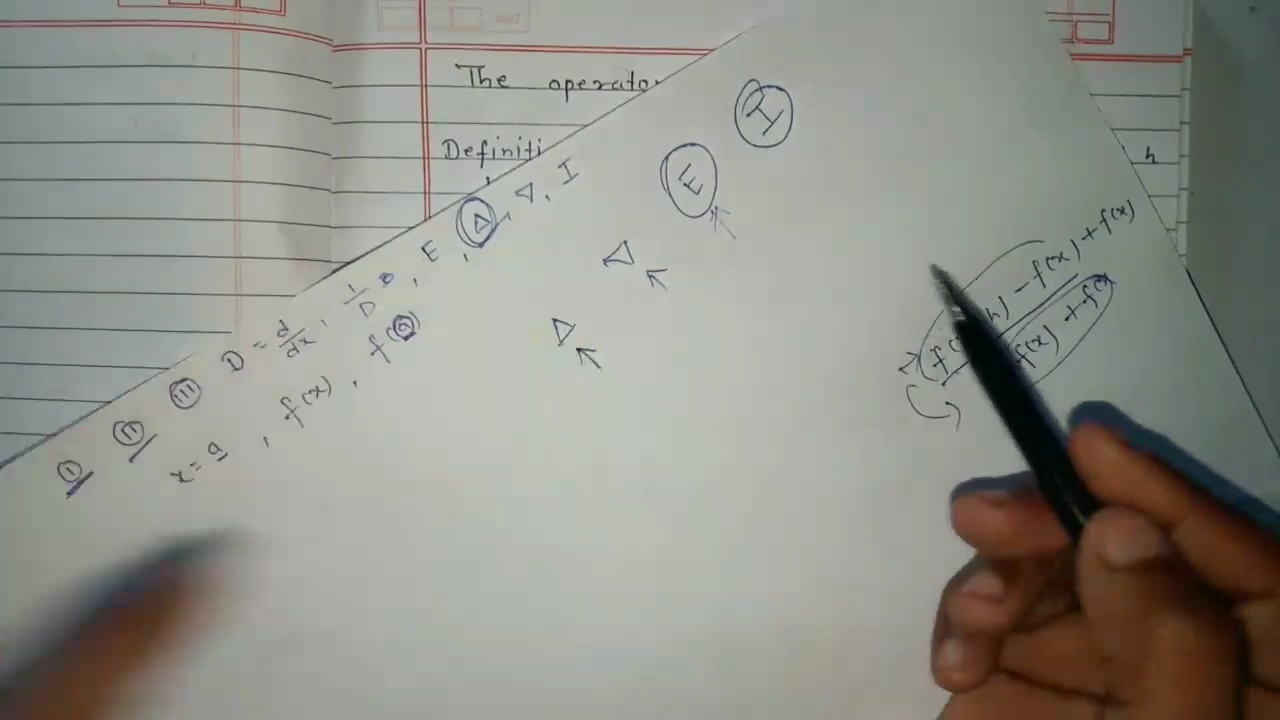 The operator
Definiti
h
I
E
∇
Δ
D = d/dx, 1/D, E, Δ, ∇, I
① ② ③
x = a, f(x), f(a)
h) - f(x) + f(x)
f(x) + f(x